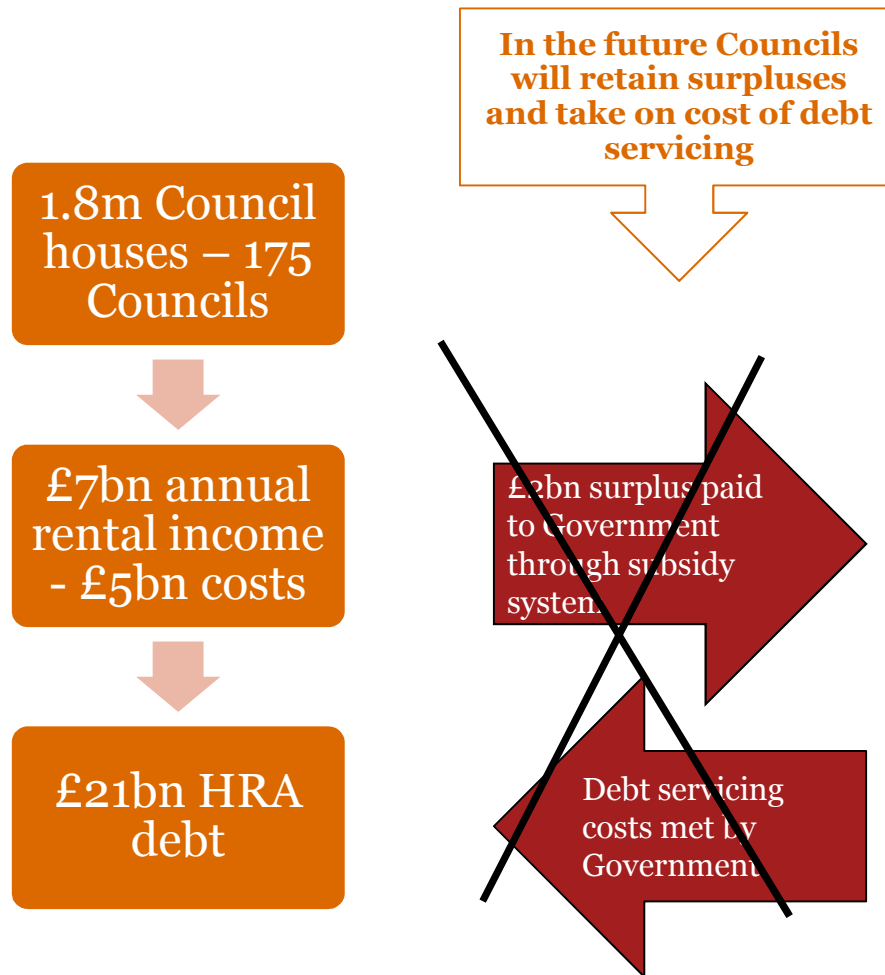 In the future Councils
will retain surpluses
and take on cost of debt
servicing
1.8m Council
houses – 175
Councils
£7bn annual
rental income
- £5bn costs
£21bn HRA
debt
£2bn surplus paid
to Government
through subsidy
system
Debt servicing
costs met by
Government